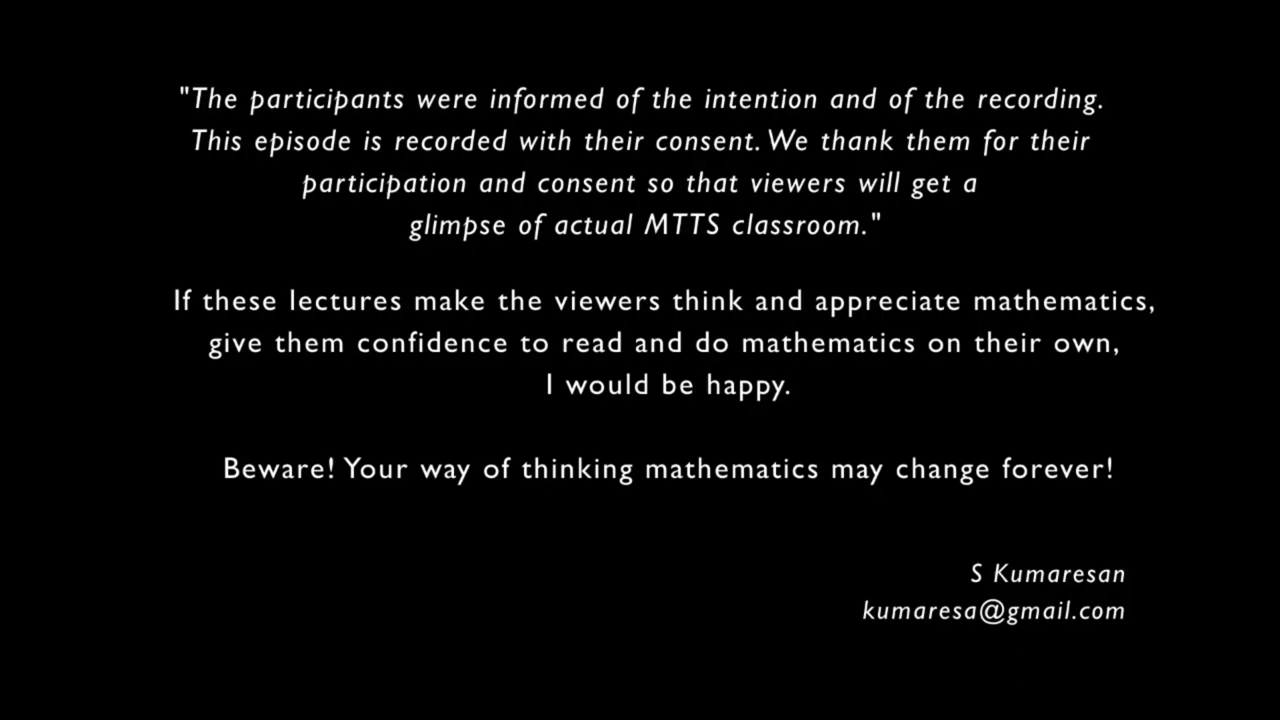 "The participants were informed of the intention and of the recording.
This episode is recorded with their consent. We thank them for their
participation and consent so that viewers will get a
glimpse of actual MTTS classroom."
If these lectures make the viewers think and appreciate mathematics,
give them confidence to read and do mathematics on their own,
I would be happy.
Beware! Your way of thinking mathematics may change forever!
S Kumaresan
kumaresa@gmail.com